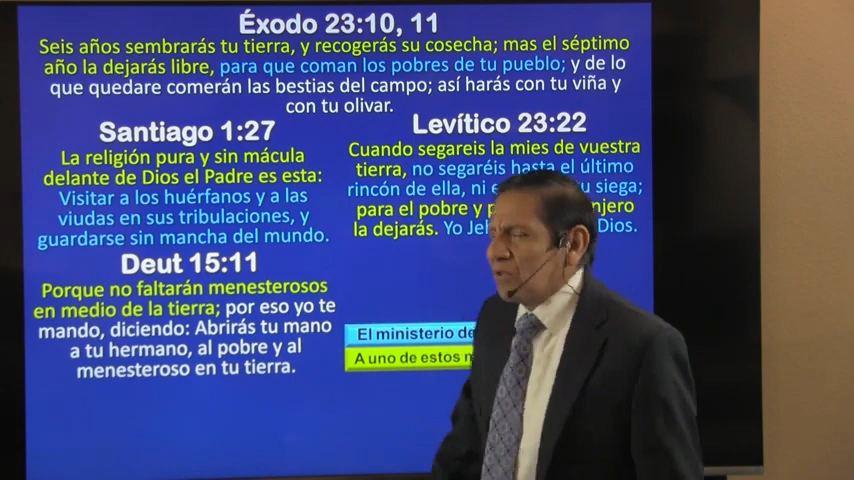 Éxodo 23:10, 11
Seis años sembrarás tu tierra, y recogerás su cosecha; mas el séptimo
año la dejarás libre, para que coman los pobres de tu pueblo; y de lo
que quedare comerán las bestias del campo; así harás con tu viña y
con tu olivar.
Santiago 1:27
La religión pura y sin mácula
delante de Dios el Padre es esta:
Visitar a los huérfanos y a las
viudas en sus tribulaciones, y
guardarse sin mancha del mundo.
Deut 15:11
Porque no faltarán menesterosos
en medio de la tierra; por eso yo te
mando, diciendo: Abrirás tu mano
a tu hermano, al pobre y al
menesteroso en tu tierra.
Levítico 23:22
Cuando segareis la mies de vuestra
tierra, no segaréis hasta el último
rincón de ella, ni tu siega;
para el pobre y
la dejarás. Yo Dios.
El ministerio
A uno de estos